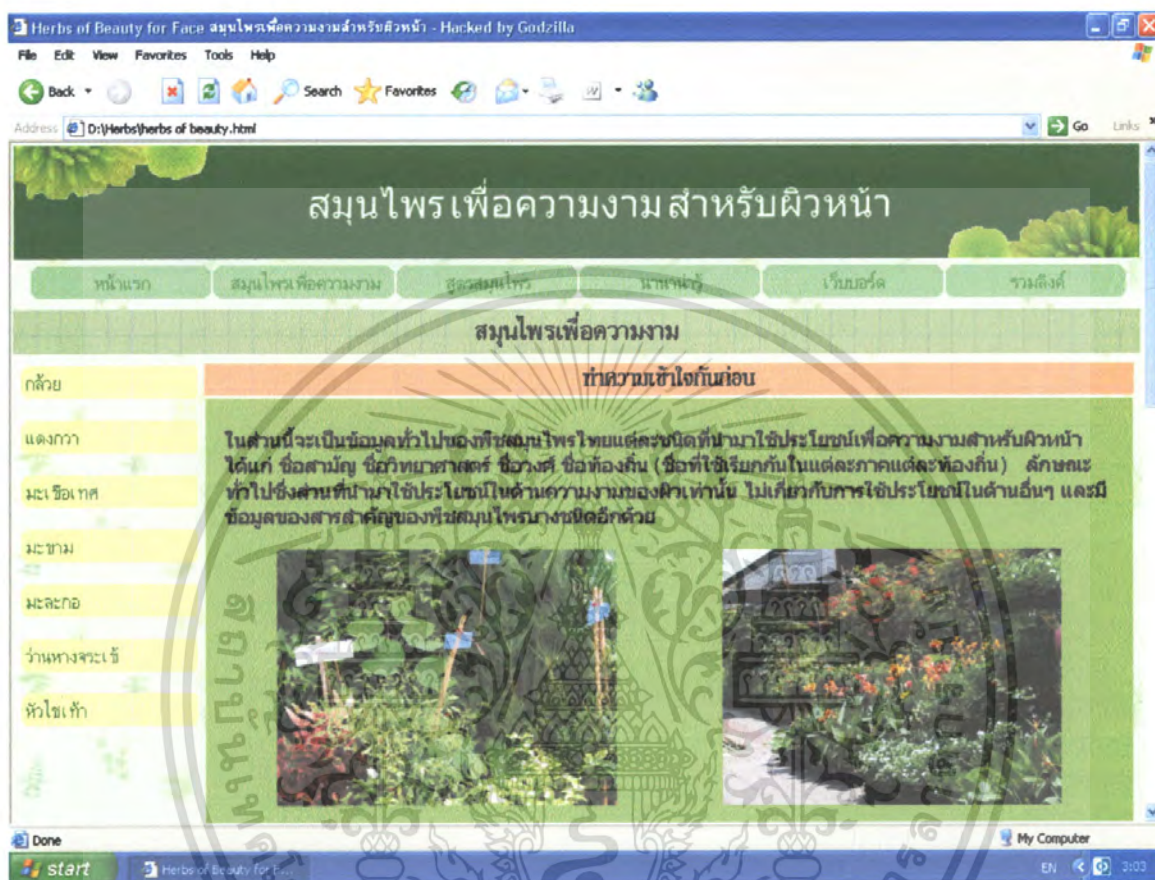 Herbs of Beauty for Face สมุนไพรเพื่อความงามสำหรับผิวหน้า - Hacked by Godzilla
File Edit View Favorites Tools Help
Back Search Favorites
Address D:\Herbs\herbs of beauty.html Go Links
สมุนไพรเพื่อความงามสำหรับผิวหน้า
หน้าแรก สมุนไพรเพื่อความงาม สูตรสมุนไพร นานาน่ารู้ เว็บบอร์ด รวมลิงค์
สมุนไพรเพื่อความงาม
กล้วย
แตงกวา
มะเขือเทศ
มะขาม
มะละกอ
ว่านหางจระเข้
หัวไชเท้า
ทำความเข้าใจกันก่อน
ในส่วนนี้จะเป็นข้อมูลทั่วไปของพืชสมุนไพรไทยแต่ละชนิดที่นำมาใช้ประโยชน์เพื่อความงามสำหรับผิวหน้า
ได้แก่ ชื่อสามัญ ชื่อวิทยาศาสตร์ ชื่อวงศ์ ชื่อท้องถิ่น (ชื่อที่ใช้เรียกกันในแต่ละภาคแต่ละท้องถิ่น) ลักษณะ
ทั่วไปซึ่งส่วนที่นำมาใช้ประโยชน์ในด้านความงามของผิวเท่านั้น ไม่เกี่ยวกับการใช้ประโยชน์ในด้านอื่นๆ และมี
ข้อมูลของสารสำคัญของพืชสมุนไพรบางชนิดอีกด้วย
Done My Computer
start Herbs of Beauty for F... EN 3:03